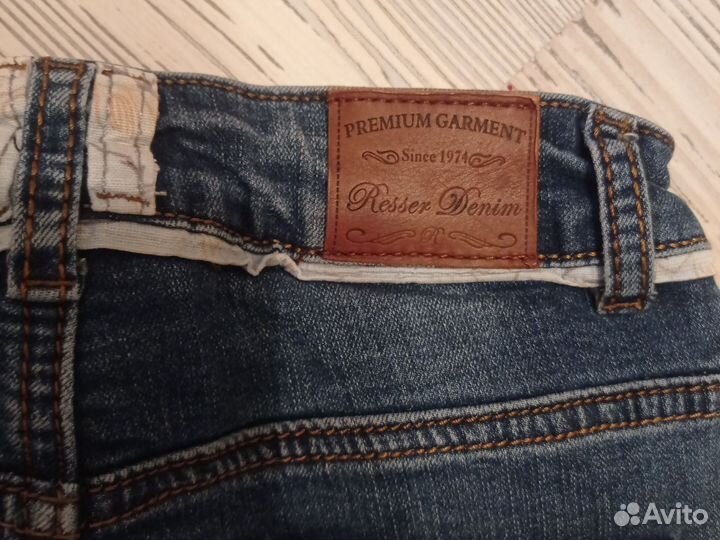 PREMIUM GARMENT
Since 1974
Resser Denim
R
Avito